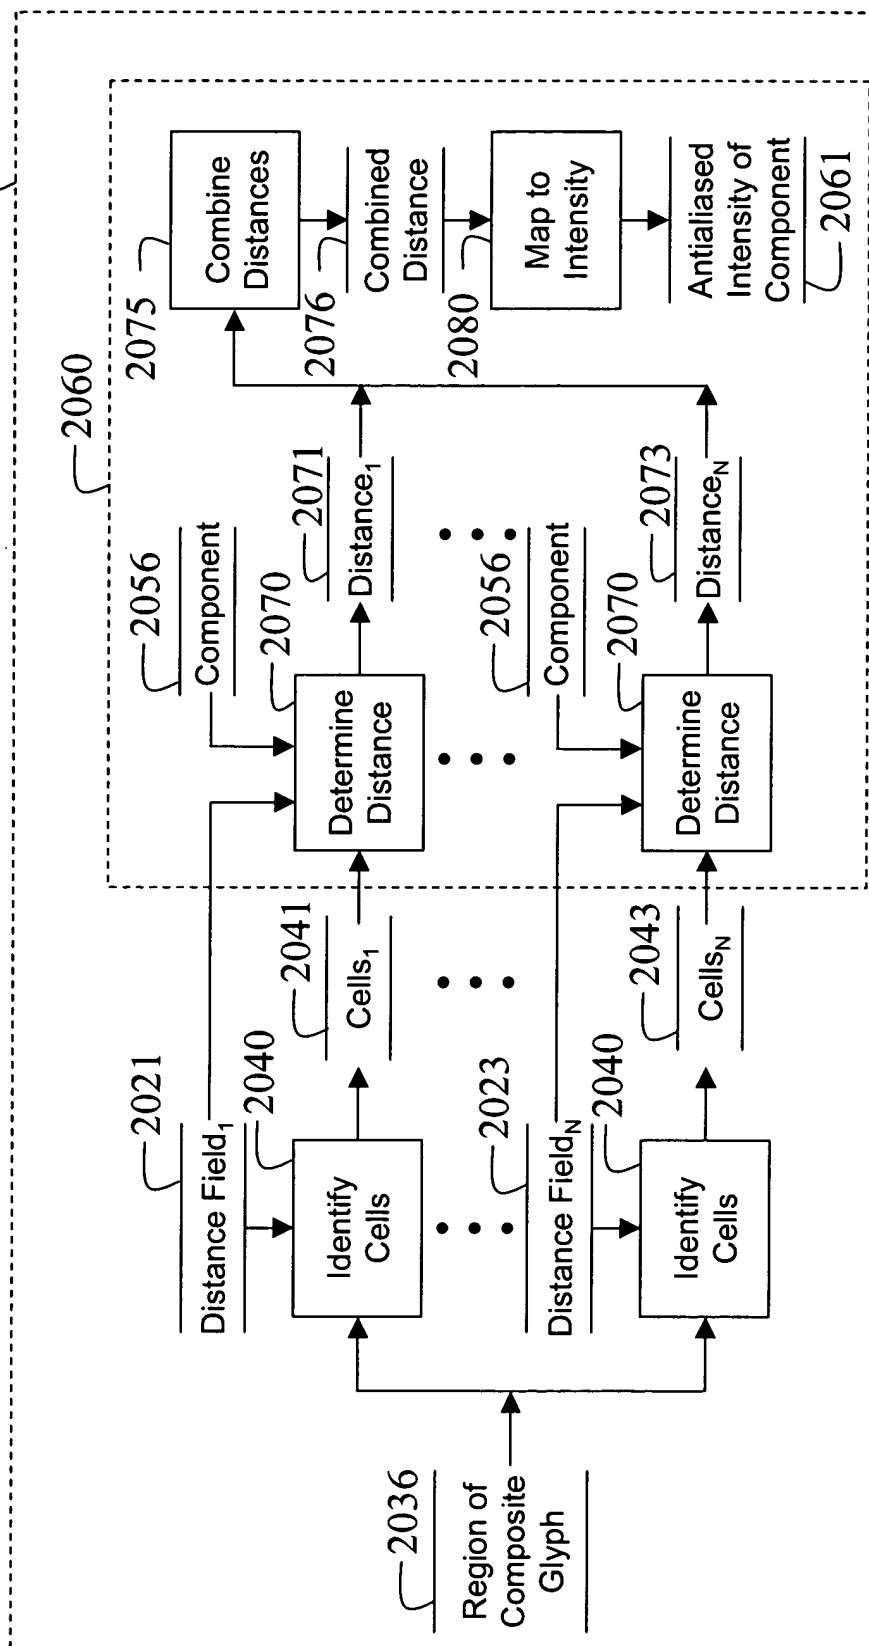 2036
Region of
Composite
Glyph
2021
Distance Field1
2040
Identify
Cells
2041
Cells1
2023
Distance FieldN
2040
Identify
Cells
2043
CellsN
2060
2056
Component
2070
Determine
Distance
2071
Distance1
2056
Component
2070
Determine
Distance
2073
DistanceN
2075
Combine
Distances
2076
Combined
Distance
2080
Map to
Intensity
Antialiased
Intensity of
Component
2061